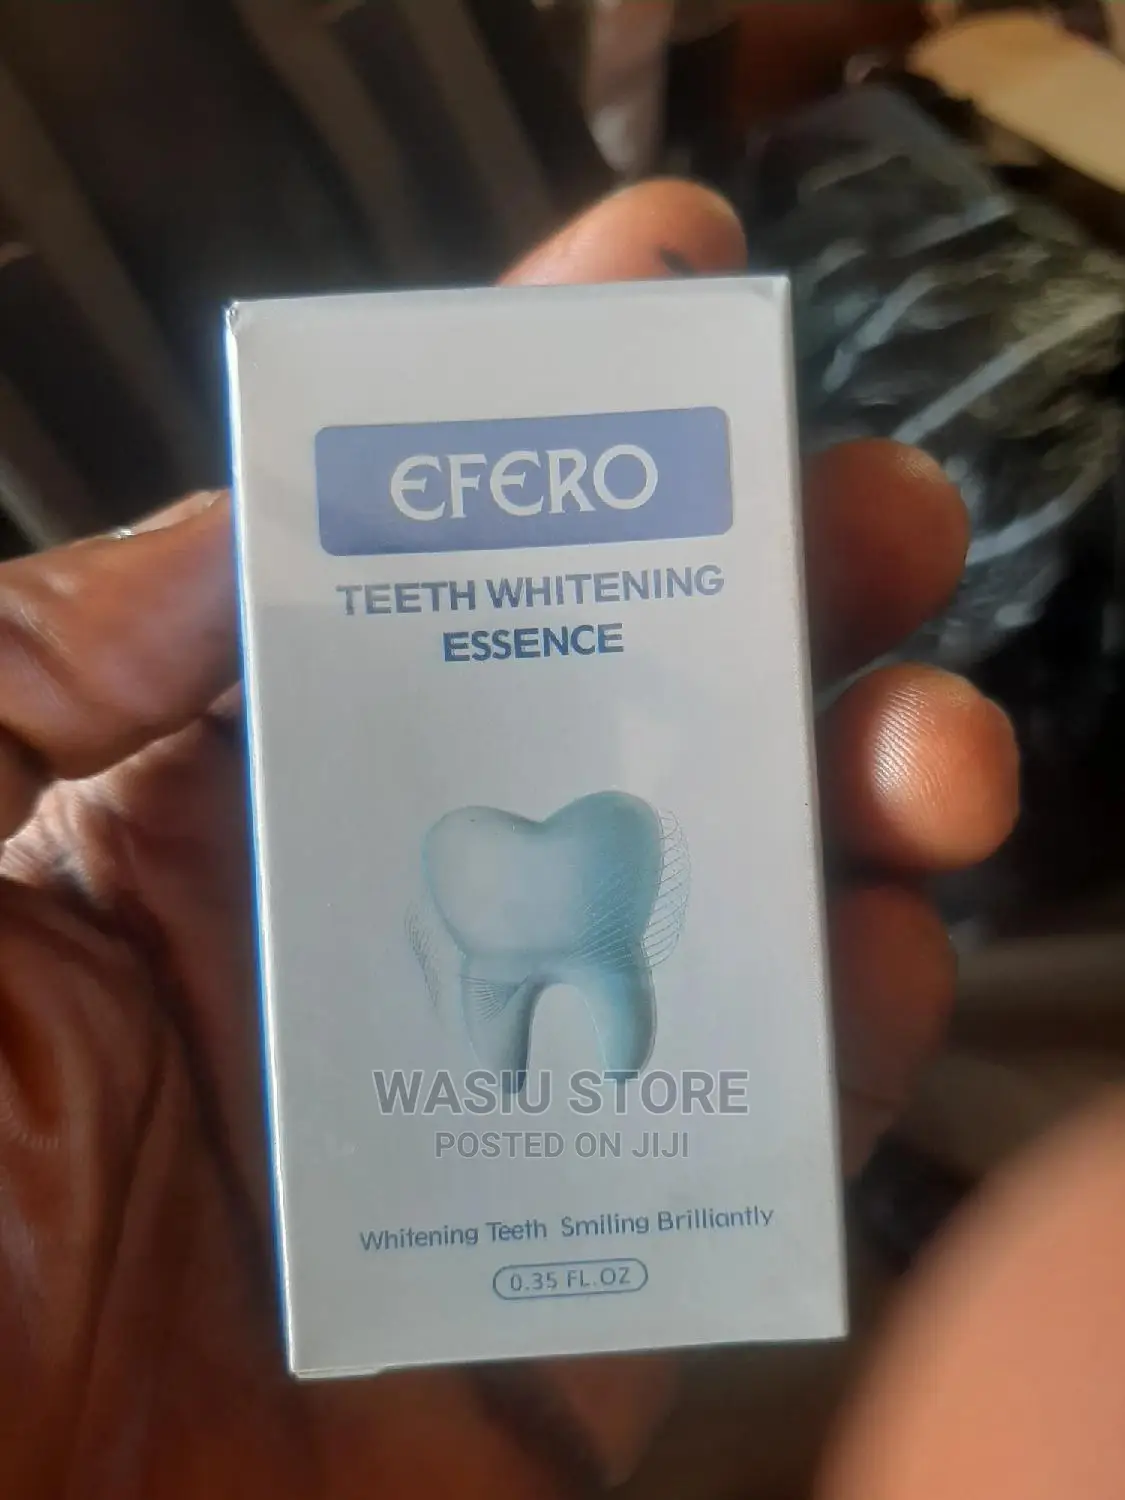 EFERO
TEETH WHITENING
ESSENCE
WASIU STORE
POSTED ON JIJI
Whitening Teeth Smiling Brilliantly
0.35 FL.OZ